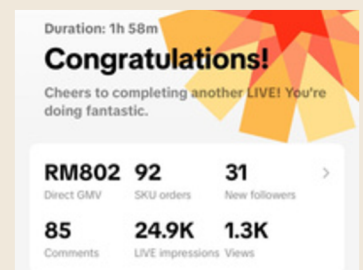 Duration: 1h 58m
Congratulations!
Cheers to completing another LIVE! You're
doing fantastic.
RM802 92 31
Direct GMV SKU orders New followers
85 24.9K 1.3K
Comments LIVE impressions Views